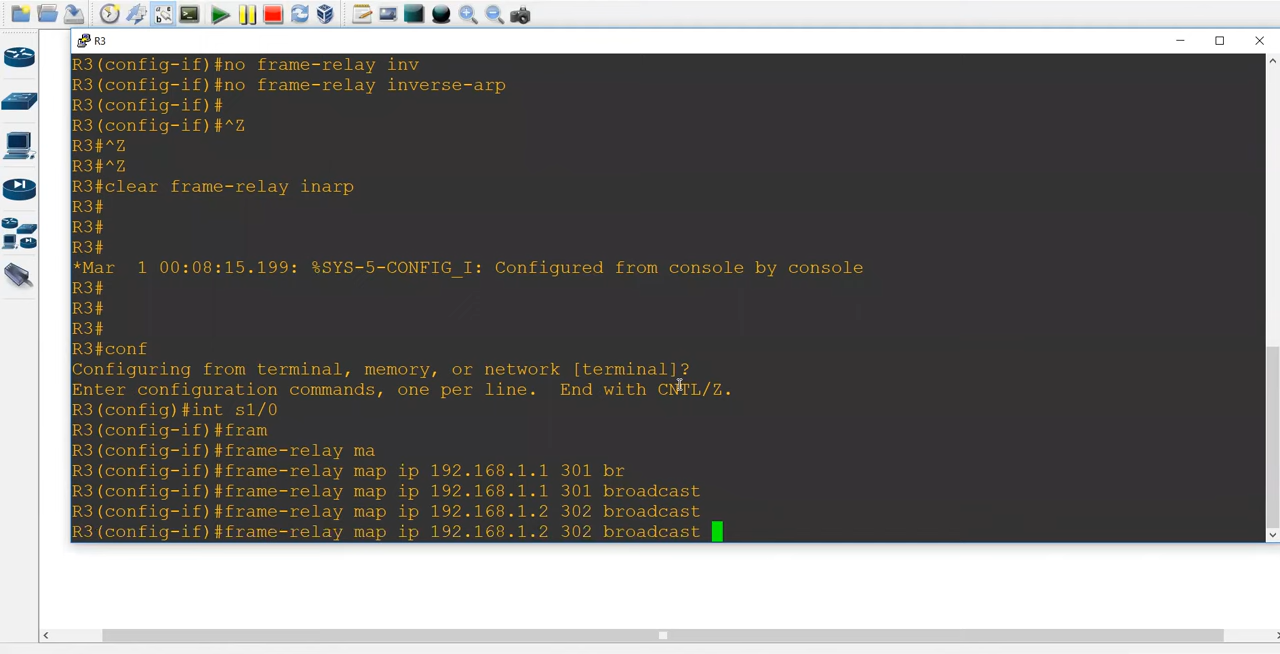 R3
R3(config-if)#no frame-relay inv
R3(config-if)#no frame-relay inverse-arp
R3(config-if)#
R3(config-if)#^Z
R3#^Z
R3#^Z
R3#clear frame-relay inarp
R3#
R3#
R3#
*Mar  1 00:08:15.199: %SYS-5-CONFIG_I: Configured from console by console
R3#
R3#
R3#
R3#conf
Configuring from terminal, memory, or network [terminal]?
Enter configuration commands, one per line.  End with CNTL/Z.
R3(config)#int s1/0
R3(config-if)#fram
R3(config-if)#frame-relay ma
R3(config-if)#frame-relay map ip 192.168.1.1 301 br
R3(config-if)#frame-relay map ip 192.168.1.1 301 broadcast
R3(config-if)#frame-relay map ip 192.168.1.2 302 broadcast
R3(config-if)#frame-relay map ip 192.168.1.2 302 broadcast